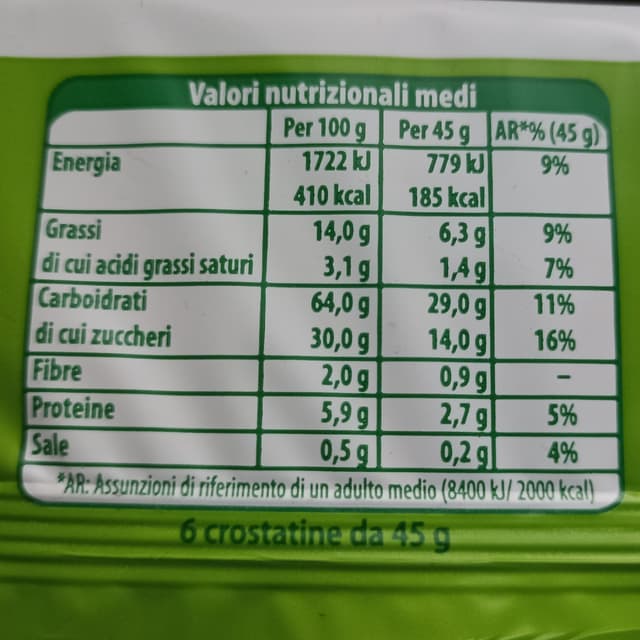 Valori nutrizionali medi
Per 100 g Per 45 g AR*% (45 g)
Energia 1722 kJ 779 kJ 9%
410 kcal 185 kcal
Grassi 14,0 g 6,3 g 9%
di cui acidi grassi saturi 3,1 g 1,4 g 7%
Carboidrati 64,0 g 29,0 g 11%
di cui zuccheri 30,0 g 14,0 g 16%
Fibre 2,0 g 0,9 g –
Proteine 5,9 g 2,7 g 5%
Sale 0,5 g 0,2 g 4%
*AR: Assunzioni di riferimento di un adulto medio (8400 kJ/ 2000 kcal)
6 crostatine da 45 g